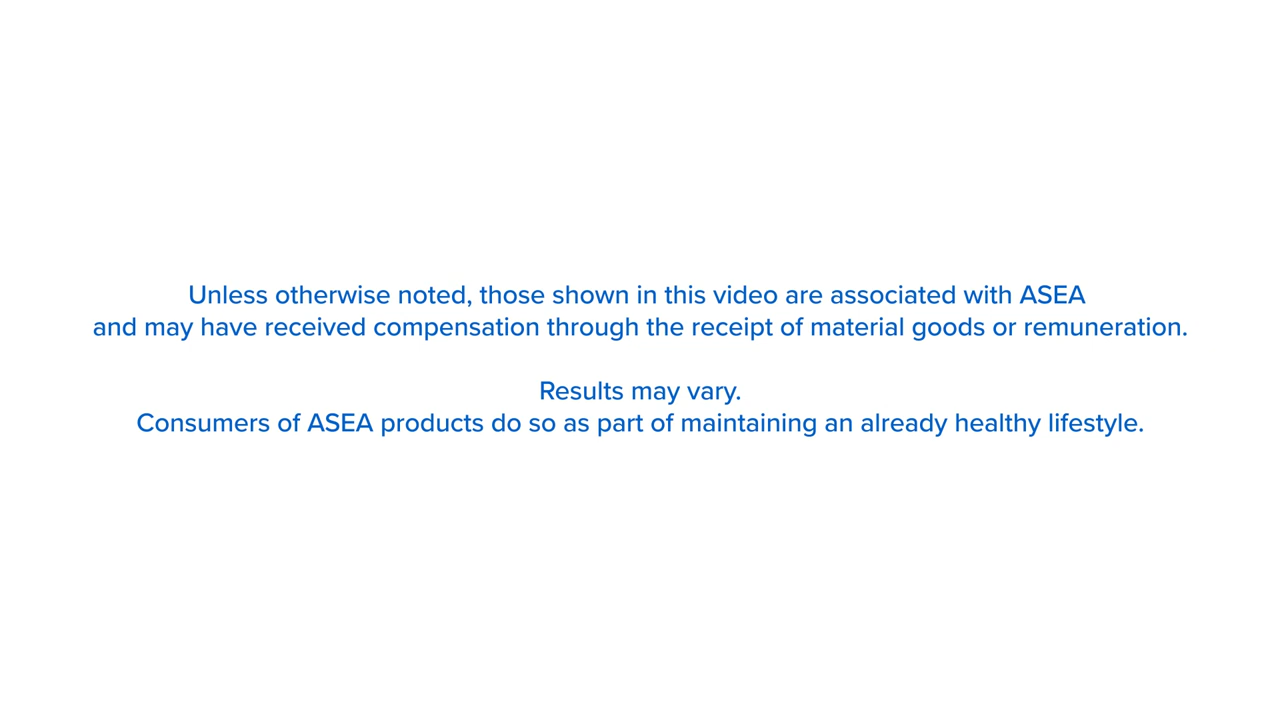 Unless otherwise noted, those shown in this video are associated with ASEA
and may have received compensation through the receipt of material goods or remuneration.
Results may vary.
Consumers of ASEA products do so as part of maintaining an already healthy lifestyle.